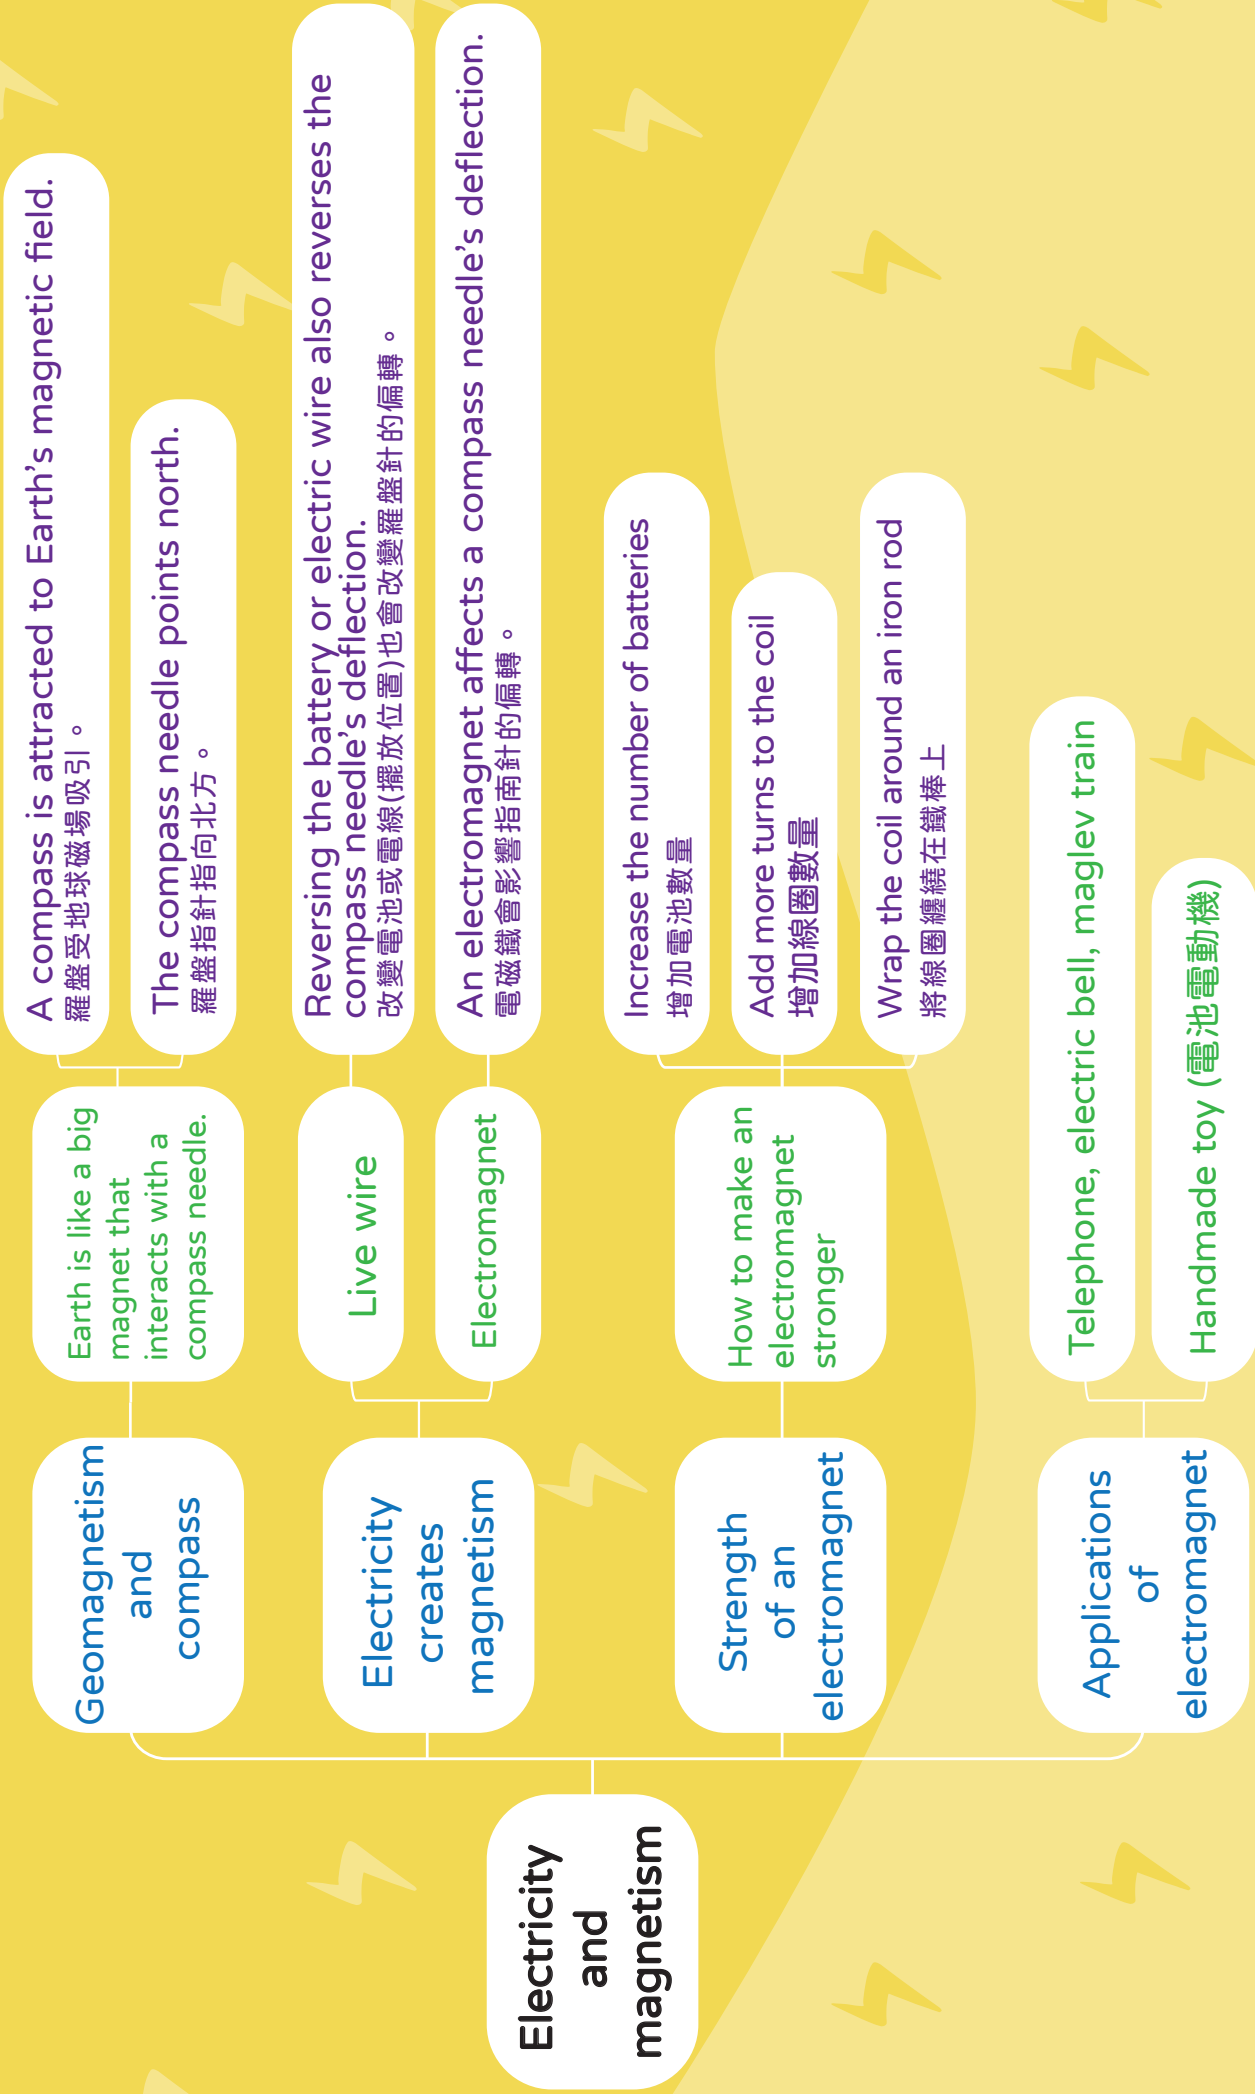 Electricity
and
magnetism
Geomagnetism
and
compass
Earth is like a big
magnet that
interacts with a
compass needle.
A compass is attracted to Earth's magnetic field.
羅盤受地球磁場吸引。
The compass needle points north.
羅盤指針指向北方。
Electricity
creates
magnetism
Live wire
Reversing the battery or electric wire also reverses the
compass needle's deflection.
改變電池或電線(擺放位置)也會改變羅盤針的偏轉。
Electromagnet
An electromagnet affects a compass needle's deflection.
電磁鐵會影響指南針的偏轉。
Strength
of an
electromagnet
How to make an
electromagnet
stronger
Increase the number of batteries
增加電池數量
Add more turns to the coil
增加線圈數量
Wrap the coil around an iron rod
將線圈纏繞在鐵棒上
Applications
of
electromagnet
Telephone, electric bell, maglev train
Handmade toy (電池電動機)